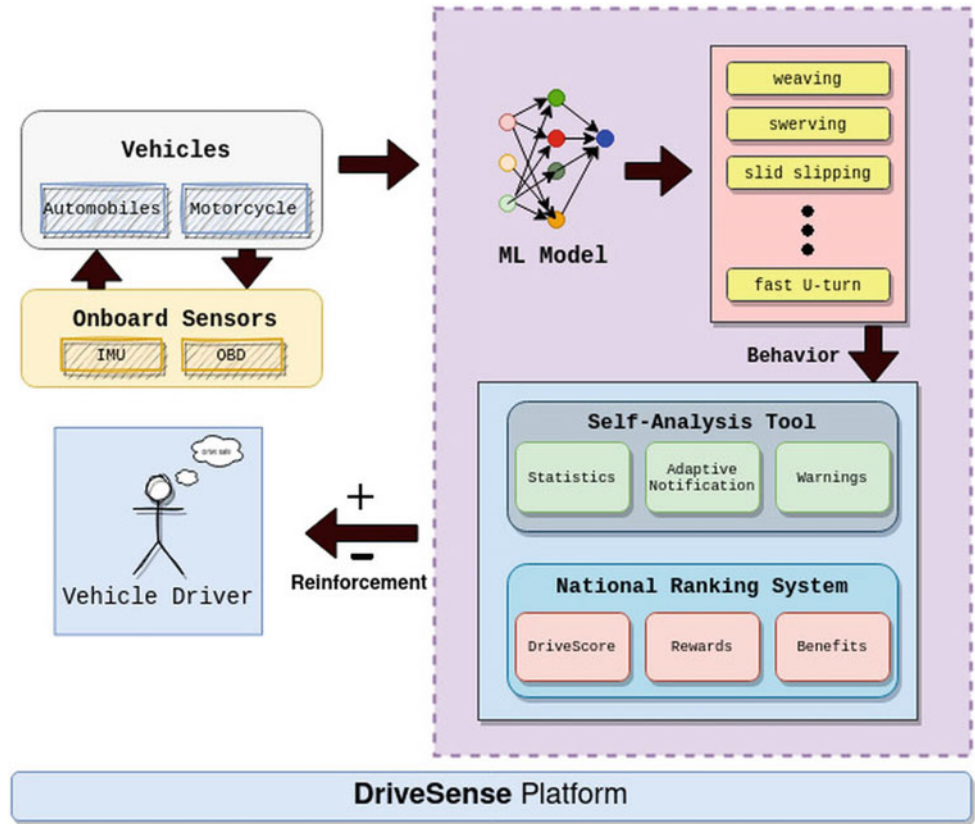 Vehicles
Automobiles
Motorcycle
Onboard Sensors
IMU
OBD
ML Model
weaving
swerving
slid slipping
fast U-turn
Behavior
Self-Analysis Tool
Statistics
Adaptive
Notification
Warnings
National Ranking System
DriveScore
Rewards
Benefits
+
-
Reinforcement
Vehicle Driver
DriveSense Platform